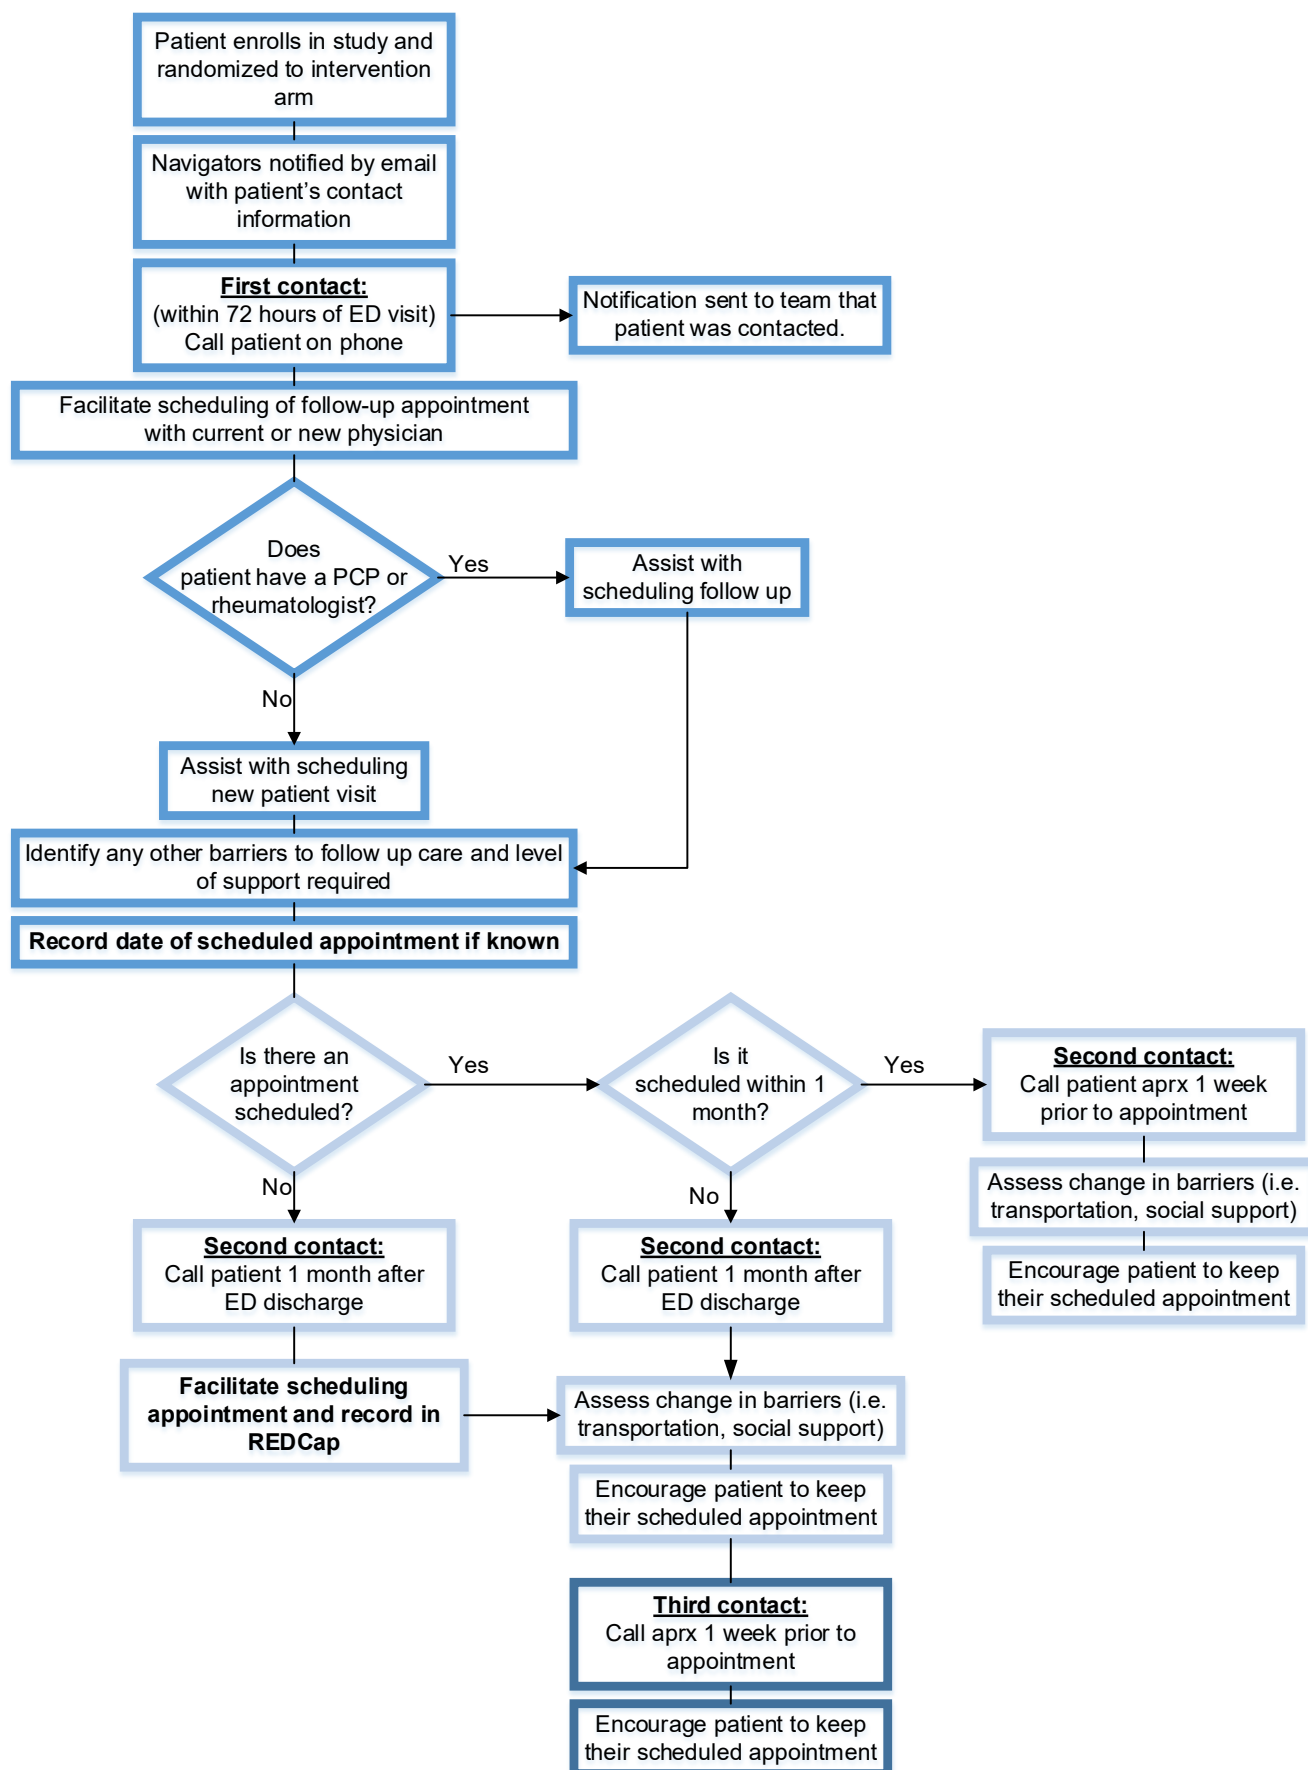 Patient enrolls in study and
randomized to intervention
arm
Navigators notified by email
with patient’s contact
information
First contact:
(within 72 hours of ED visit)
Call patient on phone
Notification sent to team that
patient was contacted.
Facilitate scheduling of follow-up appointment
with current or new physician
Does
patient have a PCP or
rheumatologist?
Yes
Assist with
scheduling follow up
No
Assist with scheduling
new patient visit
Identify any other barriers to follow up care and level
of support required
Record date of scheduled appointment if known
Is there an
appointment
scheduled?
Yes
Is it
scheduled within 1
month?
Yes
Second contact:
Call patient aprx 1 week
prior to appointment
Assess change in barriers (i.e.
transportation, social support)
Encourage patient to keep
their scheduled appointment
No
Second contact:
Call patient 1 month after
ED discharge
Facilitate scheduling
appointment and record in
REDCap
No
Second contact:
Call patient 1 month after
ED discharge
Assess change in barriers (i.e.
transportation, social support)
Encourage patient to keep
their scheduled appointment
Third contact:
Call aprx 1 week prior to
appointment
Encourage patient to keep
their scheduled appointment